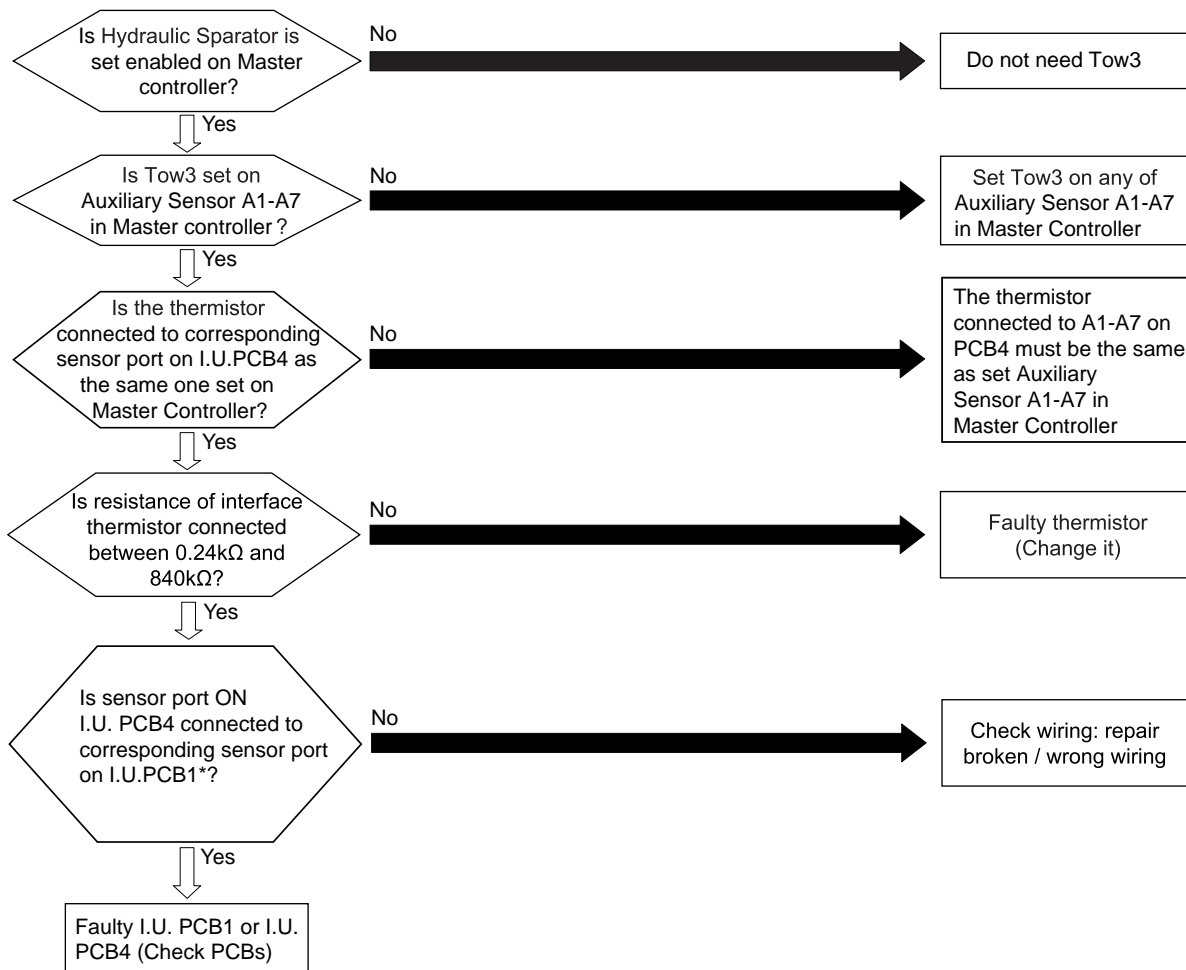 Is Hydraulic Sparator is
set enabled on Master
controller?
No
Do not need Tow3
Yes
Is Tow3 set on
Auxiliary Sensor A1-A7
in Master controller ?
No
Set Tow3 on any of
Auxiliary Sensor A1-A7
in Master Controller
Yes
Is the thermistor
connected to corresponding
sensor port on I.U.PCB4 as
the same one set on
Master Controller?
No
The thermistor
connected to A1-A7 on
PCB4 must be the same
as set Auxiliary
Sensor A1-A7 in
Master Controller
Yes
Is resistance of interface
thermistor connected
between 0.24kΩ and
840kΩ?
No
Faulty thermistor
(Change it)
Yes
Is sensor port ON
I.U. PCB4 connected to
corresponding sensor port
on I.U.PCB1*?
No
Check wiring: repair
broken / wrong wiring
Yes
Faulty I.U. PCB1 or I.U.
PCB4 (Check PCBs)